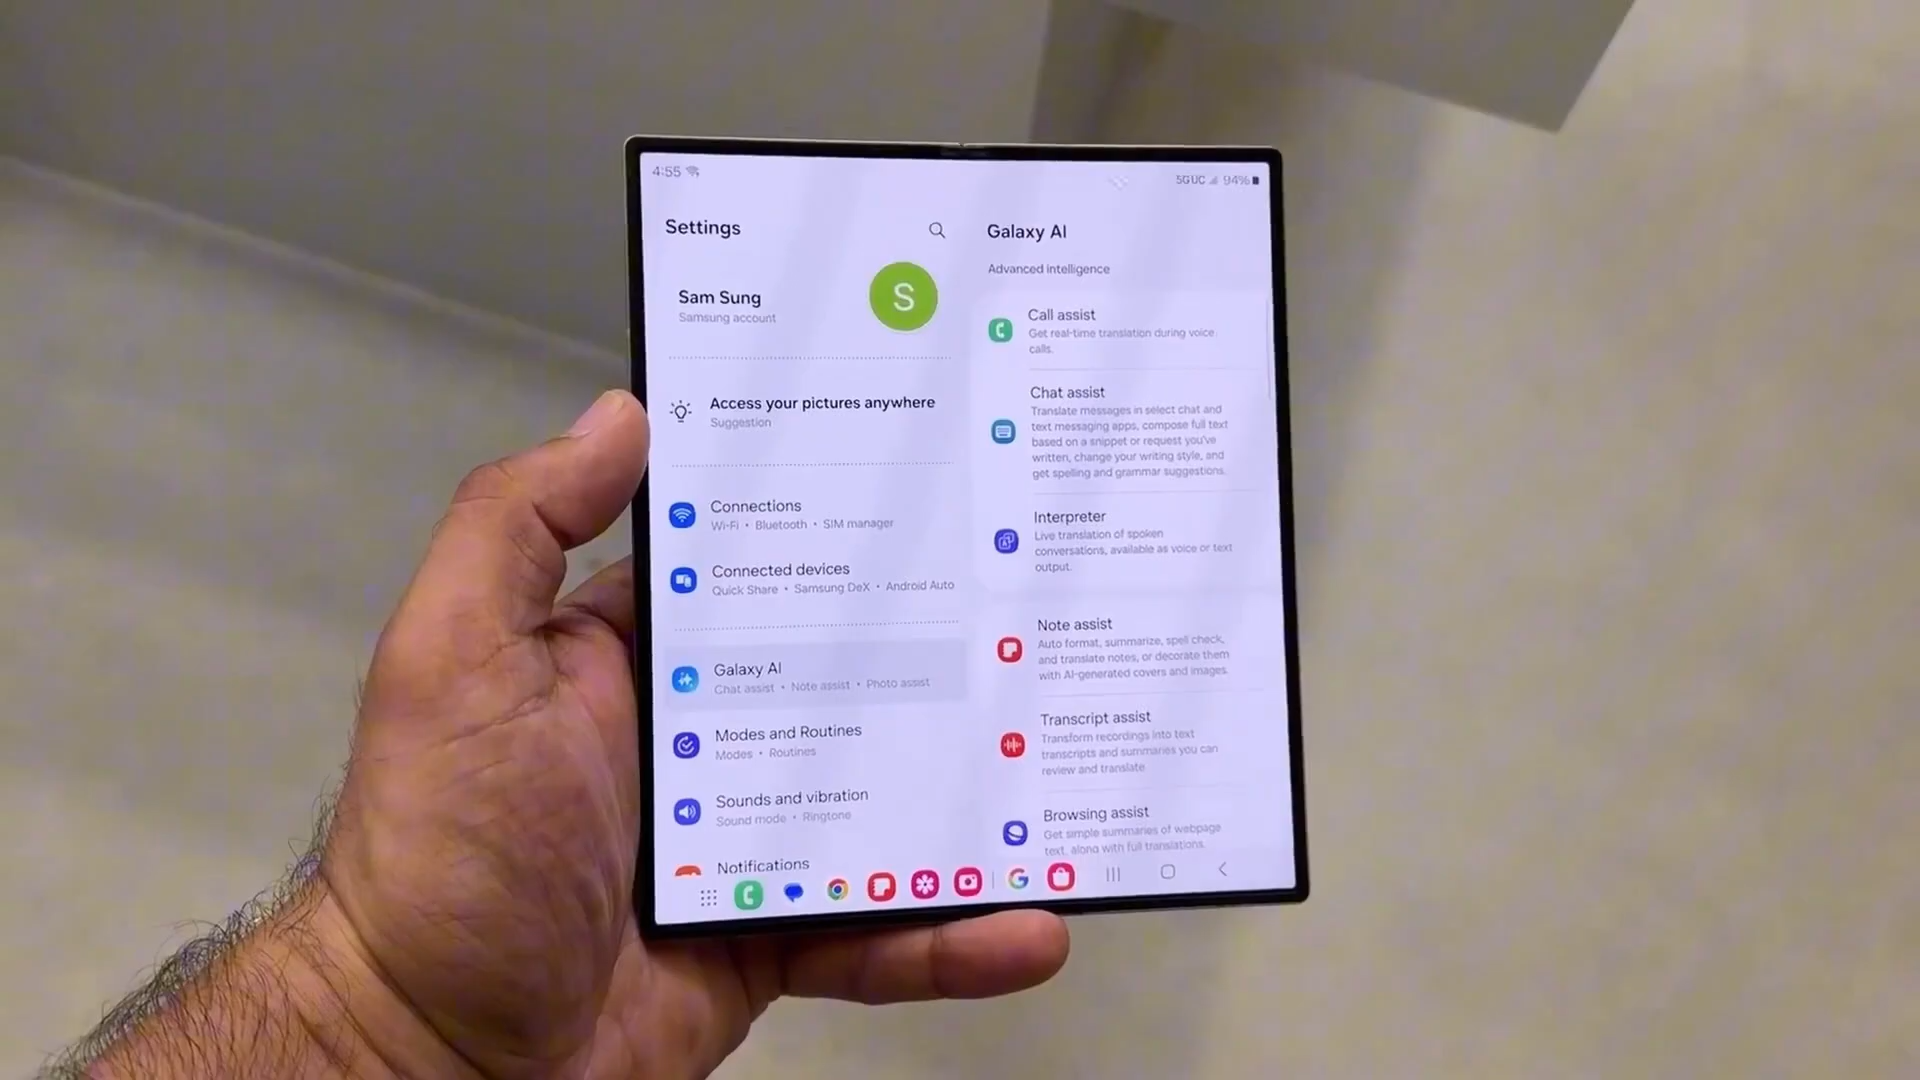 4:55
5G UC 94%
Settings
Sam Sung
Samsung account
S
Access your pictures anywhere
Suggestion
Connections
Wi-Fi • Bluetooth • SIM manager
Connected devices
Quick Share • Samsung DeX • Android Auto
Galaxy AI
Chat assist • Note assist • Photo assist
Modes and Routines
Modes • Routines
Sounds and vibration
Sound mode • Ringtone
Notifications
Galaxy AI
Advanced intelligence
Call assist
Get real-time translation during voice
calls.
Chat assist
Translate messages in select chat and
text messaging apps, compose full text
based on a snippet or request you've
written, change your writing style, and
get spelling and grammar suggestions.
Interpreter
Live translation of spoken
conversations, available as voice or text
output.
Note assist
Auto format, summarize, spell check,
and translate notes, or decorate them
with AI-generated covers and images.
Transcript assist
Transform recordings into text
transcripts and summaries you can
review and translate.
Browsing assist
Get simple summaries of webpage
text, along with full translations.